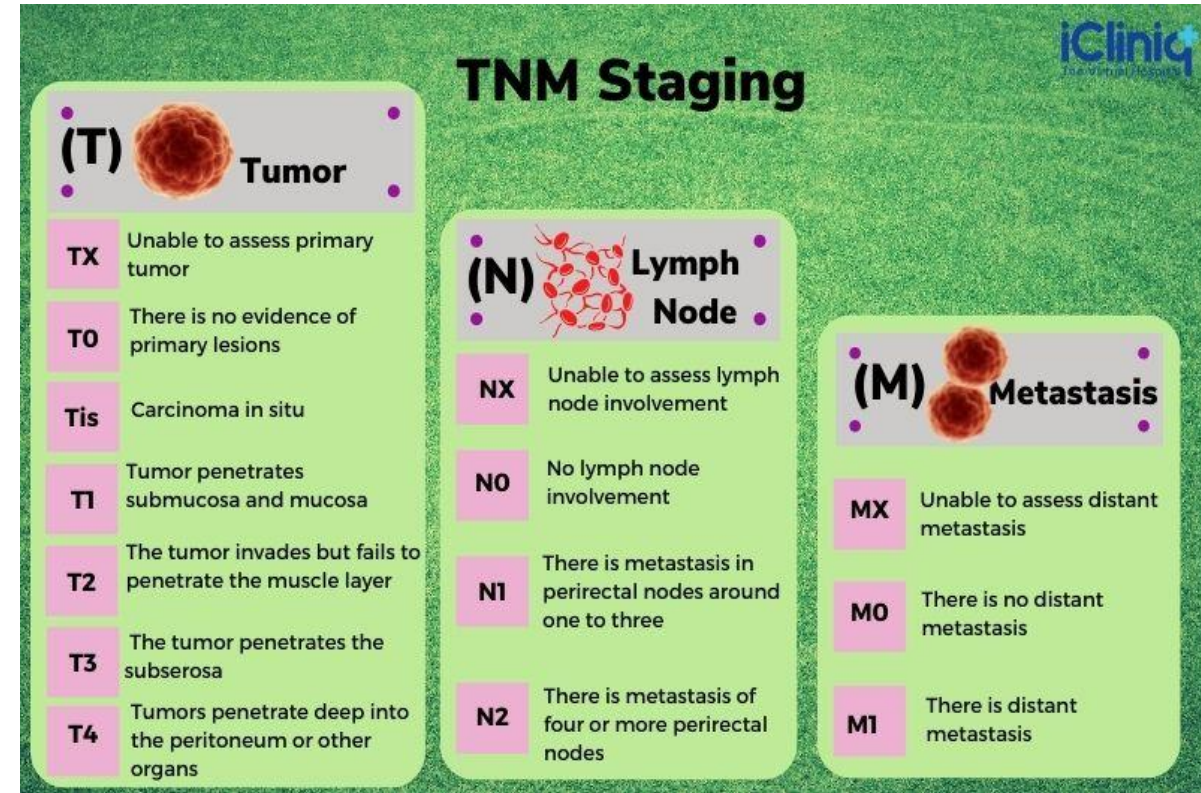 iCliniq
The Virtual Hospital
TNM Staging
(T) Tumor
TX
Unable to assess primary
tumor
T0
There is no evidence of
primary lesions
Tis
Carcinoma in situ
T1
Tumor penetrates
submucosa and mucosa
T2
The tumor invades but fails to
penetrate the muscle layer
T3
The tumor penetrates the
subserosa
T4
Tumors penetrate deep into
the peritoneum or other
organs
(N) Lymph
Node
NX
Unable to assess lymph
node involvement
N0
No lymph node
involvement
N1
There is metastasis in
perirectal nodes around
one to three
N2
There is metastasis of
four or more perirectal
nodes
(M) Metastasis
MX
Unable to assess distant
metastasis
M0
There is no distant
metastasis
M1
There is distant
metastasis